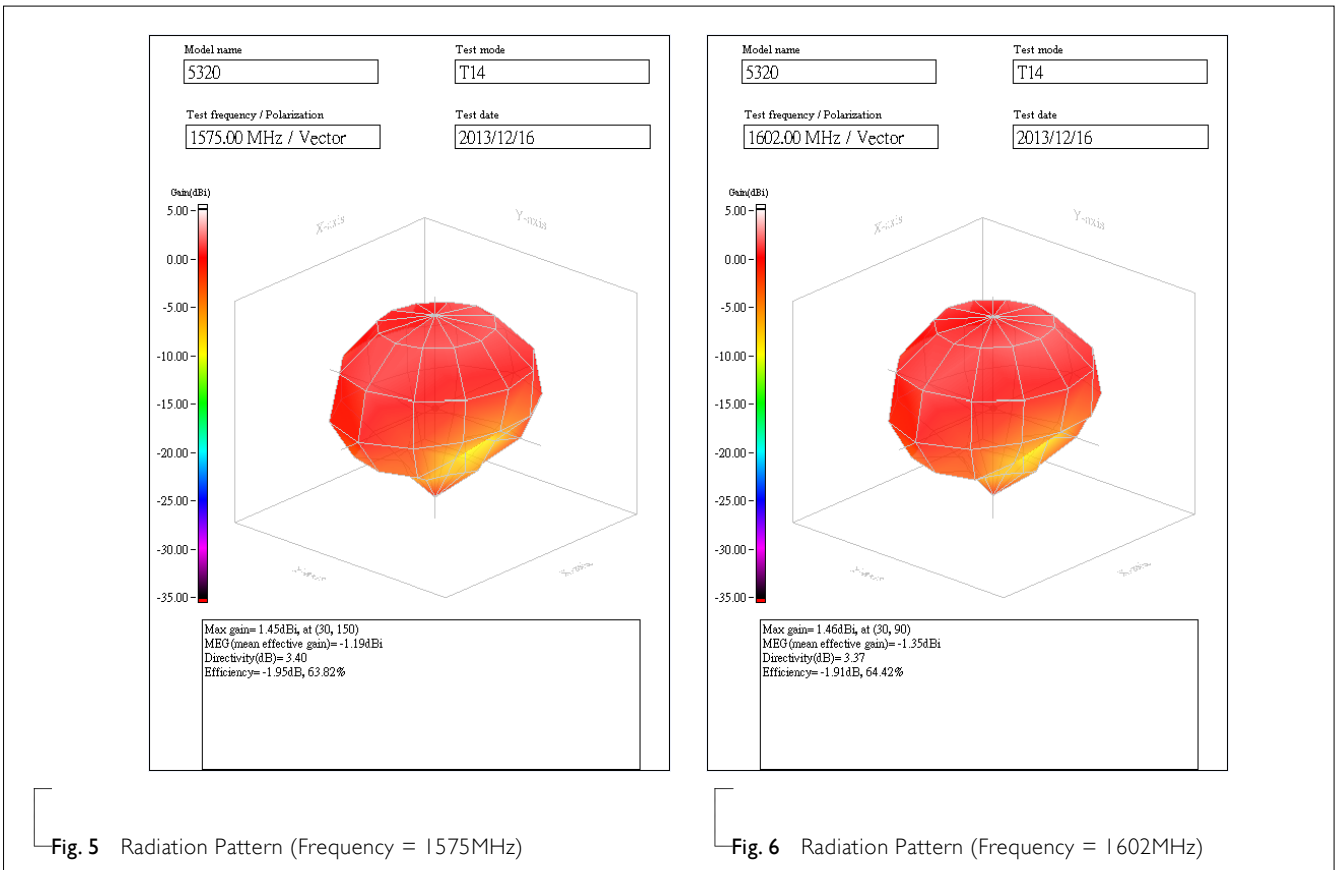 Model name
5320
Test mode
T14
Test frequency / Polarization
1575.00 MHz / Vector
Test date
2013/12/16
Gain(dBi)
5.00
0.00
-5.00
-10.00
-15.00
-20.00
-25.00
-30.00
-35.00
X-axis
Y-axis
Max gain= 1.45dBi, at (30, 150)
MEG(mean effective gain)= -1.19dBi
Directivity(dB)= 3.40
Efficiency= -1.95dB, 63.82%
Fig. 5 Radiation Pattern (Frequency = 1575MHz)
Model name
5320
Test mode
T14
Test frequency / Polarization
1602.00 MHz / Vector
Test date
2013/12/16
Gain(dBi)
5.00
0.00
-5.00
-10.00
-15.00
-20.00
-25.00
-30.00
-35.00
X-axis
Y-axis
Max gain= 1.46dBi, at (30, 90)
MEG(mean effective gain)= -1.35dBi
Directivity(dB)= 3.37
Efficiency= -1.91dB, 64.42%
Fig. 6 Radiation Pattern (Frequency = 1602MHz)